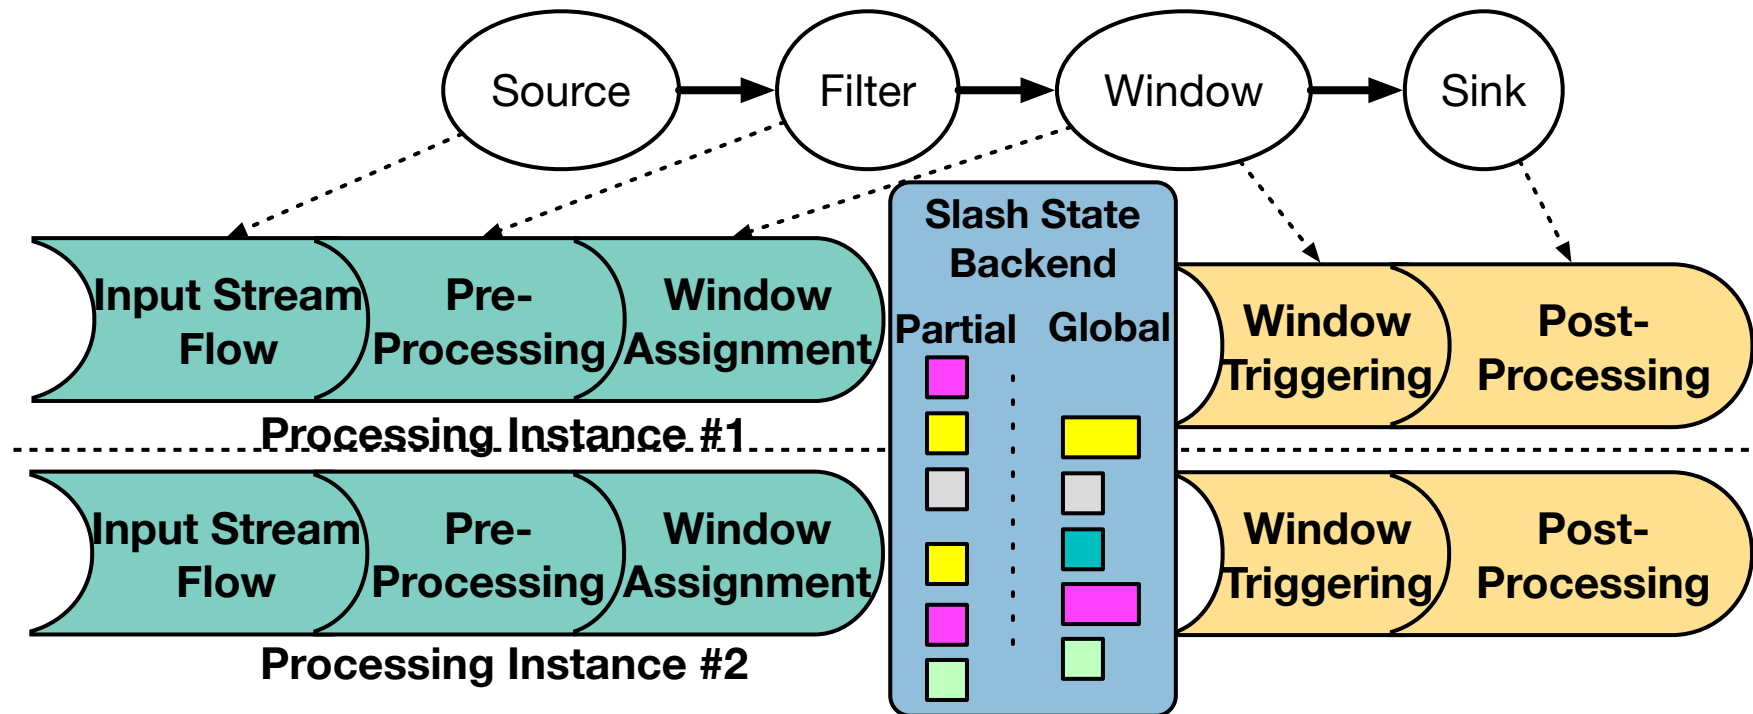 Source
Filter
Window
Sink
Slash State
Backend
Partial
Global
Input Stream
Flow
Pre-
Processing
Window
Assignment
Window
Triggering
Post-
Processing
Processing Instance #1
Input Stream
Flow
Pre-
Processing
Window
Assignment
Window
Triggering
Post-
Processing
Processing Instance #2